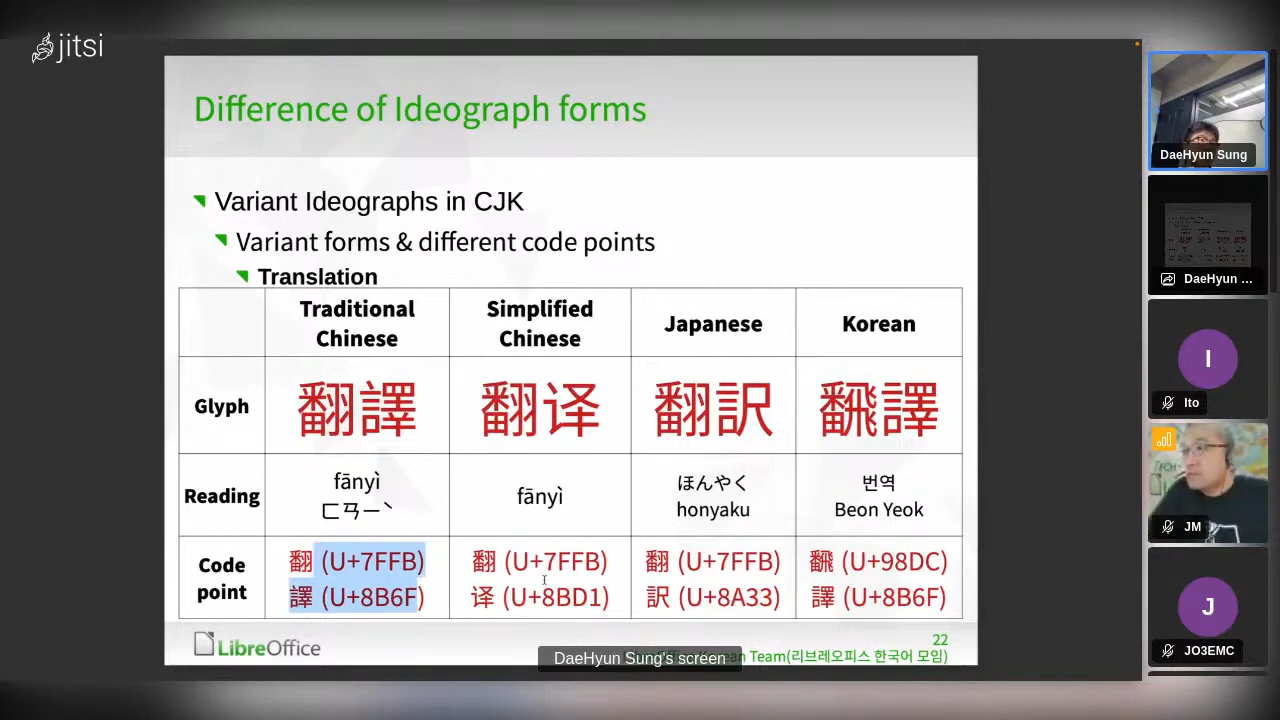 jitsi
Difference of Ideograph forms
Variant Ideographs in CJK
Variant forms & different code points
Translation
Traditional Chinese
Simplified Chinese
Japanese
Korean
Glyph
翻譯
翻译
翻訳
飜譯
Reading
fānyì
ㄈㄢㄧˋ
fānyì
ほんやく
honyaku
번역
Beon Yeok
Code point
翻 (U+7FFB)
譯 (U+8B6F)
翻 (U+7FFB)
译 (U+8BD1)
翻 (U+7FFB)
訳 (U+8A33)
飜 (U+98DC)
譯 (U+8B6F)
LibreOffice
22
Team(리브레오피스 한국어 모임)
DaeHyun Sung's screen
DaeHyun Sung
DaeHyun ...
I
Ito
JM
J
JO3EMC